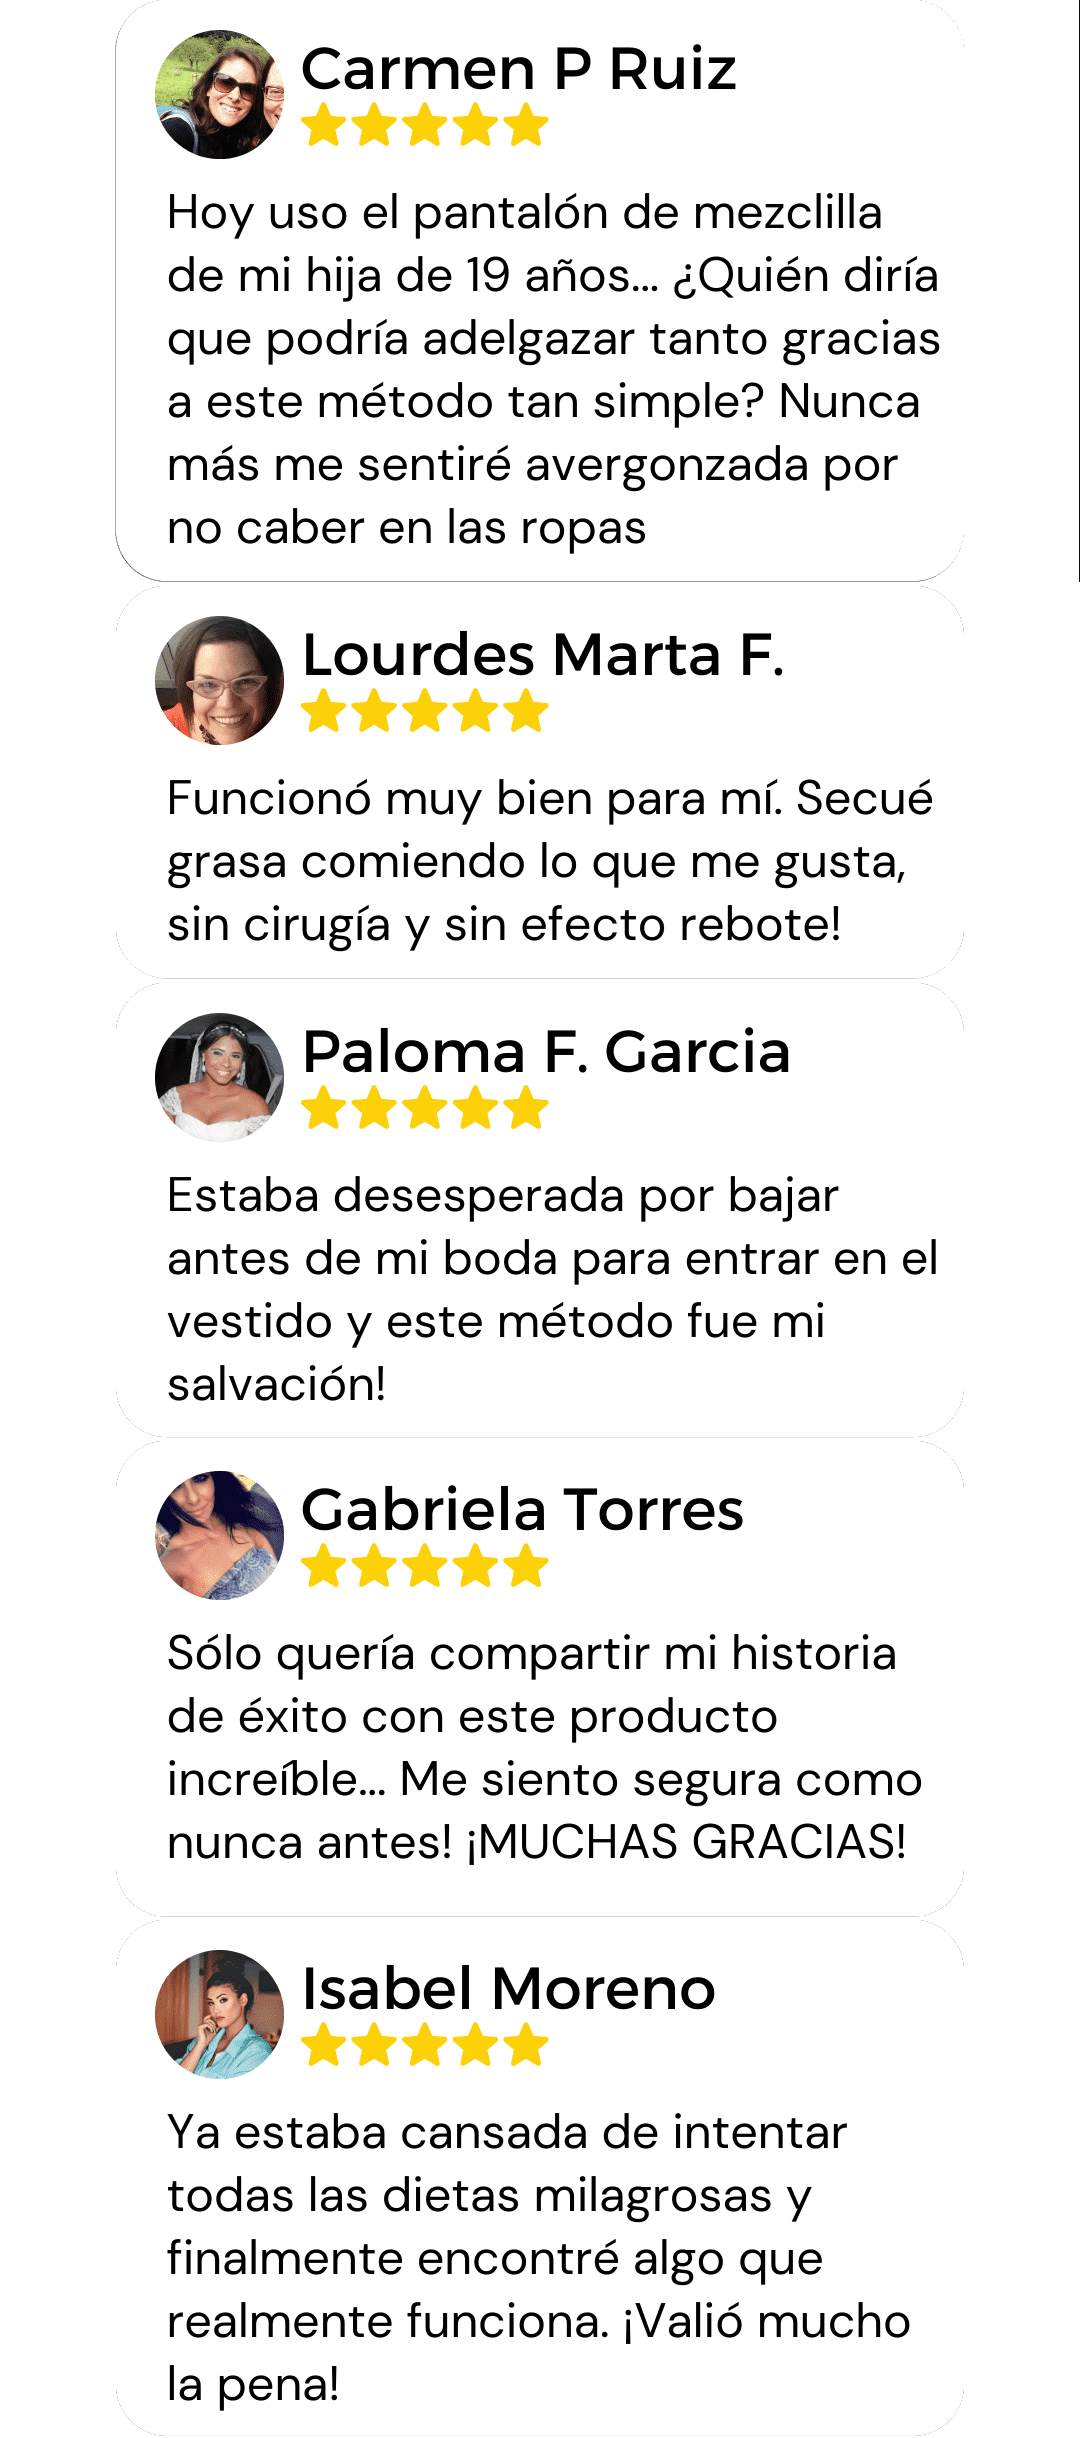 Carmen P Ruiz
Hoy uso el pantalón de mezclilla
de mi hija de 19 años... ¿Quién diría
que podría adelgazar tanto gracias
a este método tan simple? Nunca
más me sentiré avergonzada por
no caber en las ropas
Lourdes Marta F.
Funcionó muy bien para mí. Secué
grasa comiendo lo que me gusta,
sin cirugía y sin efecto rebote!
Paloma F. Garcia
Estaba desesperada por bajar
antes de mi boda para entrar en el
vestido y este método fue mi
salvación!
Gabriela Torres
Sólo quería compartir mi historia
de éxito con este producto
increíble... Me siento segura como
nunca antes! ¡MUCHAS GRACIAS!
Isabel Moreno
Ya estaba cansada de intentar
todas las dietas milagrosas y
finalmente encontré algo que
realmente funciona. ¡Valió mucho
la pena!